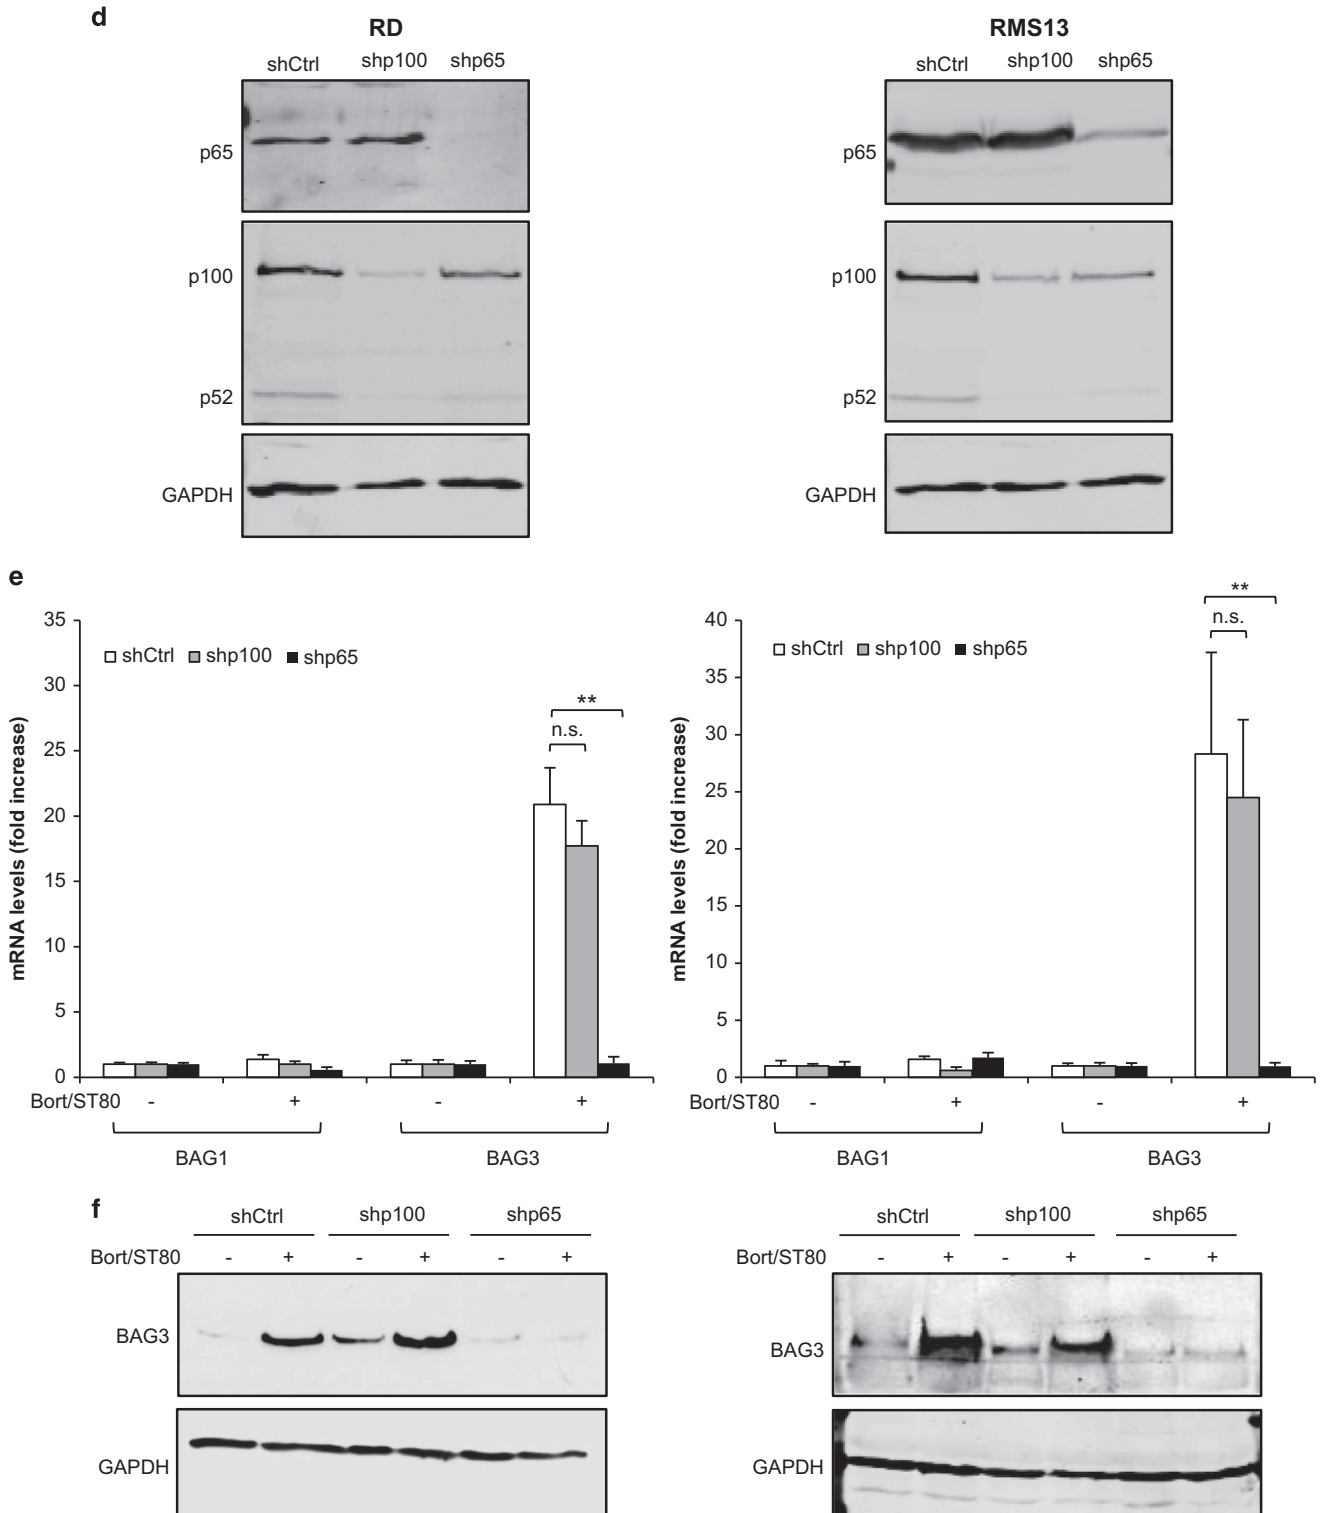 d
RD
RMS13
shCtrl shp100 shp65
shCtrl shp100 shp65
p65
p65
p100
p100
p52
p52
GAPDH
GAPDH
e
35
30
25
20
15
10
5
0
mRNA levels (fold increase)
shCtrl shp100 shp65
**
n.s.
Bort/ST80 - + - +
BAG1 BAG3
40
35
30
25
20
15
10
5
0
mRNA levels (fold increase)
shCtrl shp100 shp65
**
n.s.
Bort/ST80 - + - +
BAG1 BAG3
f
shCtrl shp100 shp65
Bort/ST80 - + - + - +
BAG3
GAPDH
shCtrl shp100 shp65
Bort/ST80 - + - + - +
BAG3
GAPDH